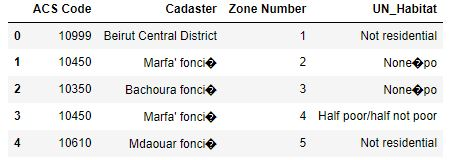 ACS Code Cadaster Zone Number UN_Habitat
0 10999 Beirut Central District 1 Not residential
1 10450 Marfa' fonci� 2 None�po
2 10350 Bachoura fonci� 3 None�po
3 10450 Marfa' fonci� 4 Half poor/half not poor
4 10610 Mdaouar fonci� 5 Not residential